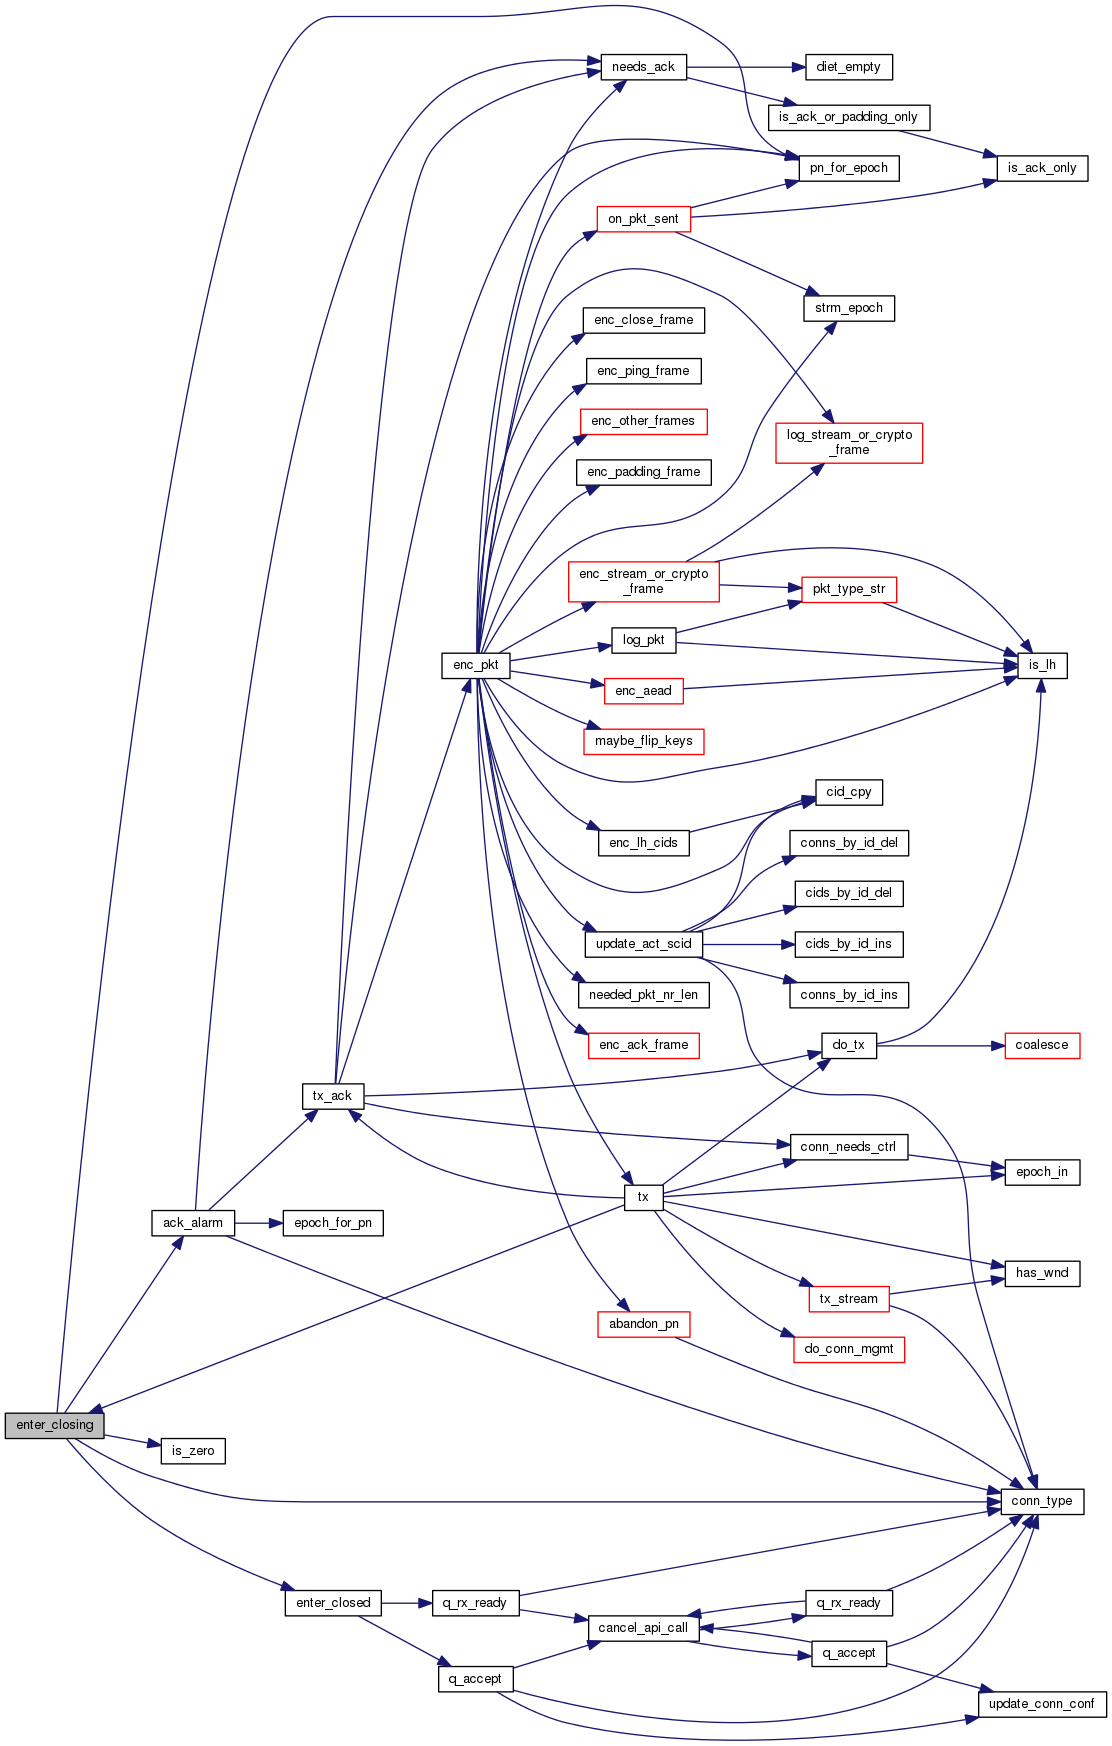 needs_ack
diet_empty
is_ack_or_padding_only
pn_for_epoch
is_ack_only
on_pkt_sent
strm_epoch
enc_close_frame
enc_ping_frame
enc_other_frames
log_stream_or_crypto
_frame
enc_padding_frame
enc_stream_or_crypto
_frame
pkt_type_str
log_pkt
enc_pkt
is_lh
enc_aead
maybe_flip_keys
cid_cpy
enc_lh_cids
conns_by_id_del
cids_by_id_del
update_act_scid
cids_by_id_ins
needed_pkt_nr_len
conns_by_id_ins
enc_ack_frame
do_tx
coalesce
tx_ack
conn_needs_ctrl
epoch_in
tx
ack_alarm
epoch_for_pn
has_wnd
tx_stream
abandon_pn
do_conn_mgmt
enter_closing
is_zero
conn_type
enter_closed
q_rx_ready
q_rx_ready
cancel_api_call
q_accept
q_accept
update_conn_conf